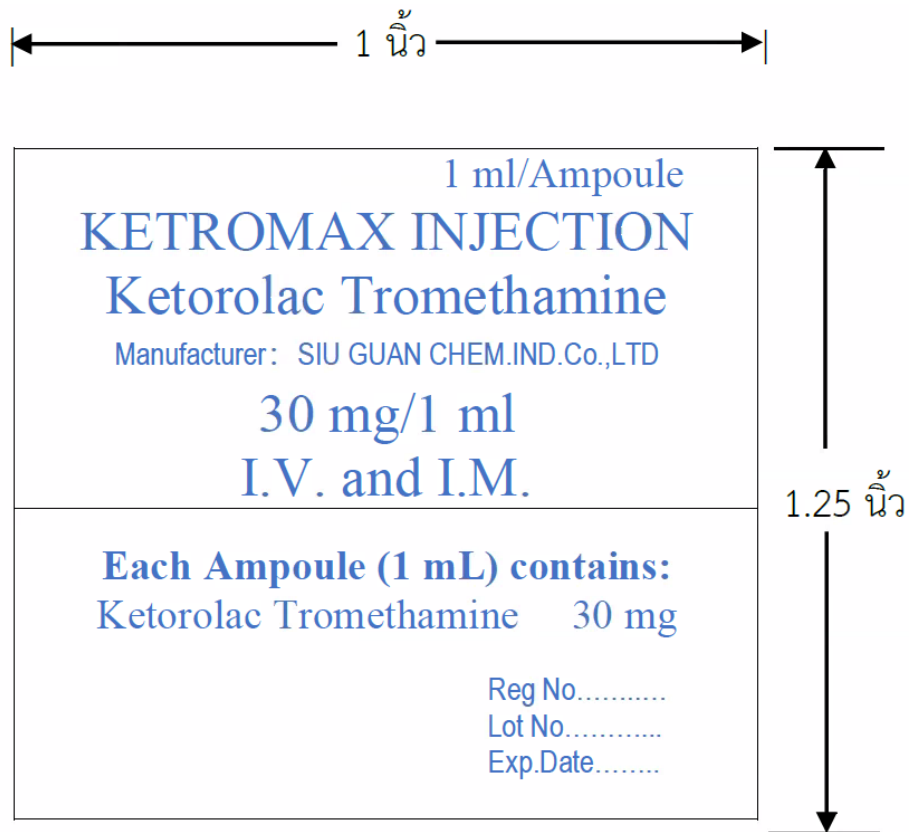 1 นิ้ว
1 ml/Ampoule
KETROMAX INJECTION
Ketorolac Tromethamine
Manufacturer: SIU GUAN CHEM.IND.Co.,LTD
30 mg/1 ml
I.V. and I.M.
1.25 นิ้ว
Each Ampoule (1 mL) contains:
Ketorolac Tromethamine 30 mg
Reg No...........
Lot No...........
Exp.Date........